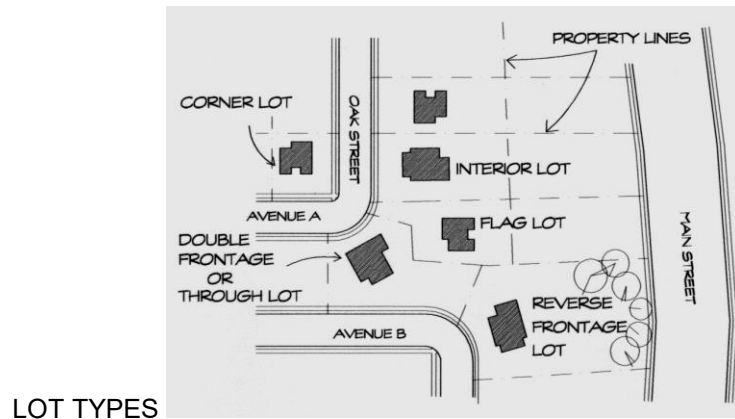 PROPERTY LINES
CORNER LOT
OAK STREET
INTERIOR LOT
AVENUE A
FLAG LOT
MAIN STREET
DOUBLE
FRONTAGE
OR
THROUGH LOT
REVERSE
FRONTAGE
LOT
AVENUE B
LOT TYPES